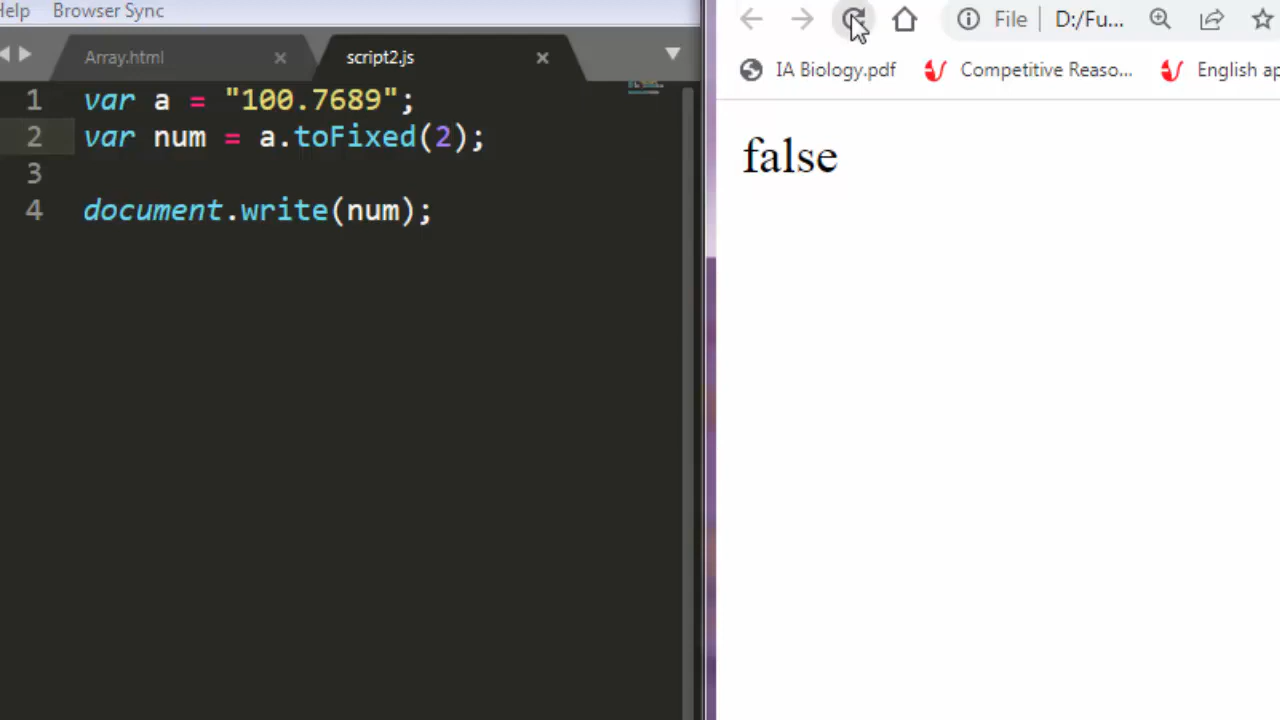 Help Browser Sync
Array.html × script2.js ×
1 var a = "100.7689";
2 var num = a.toFixed(2);
3
4 document.write(num);
File D:/Fu...
IA Biology.pdf Competitive Reaso... English ap
false